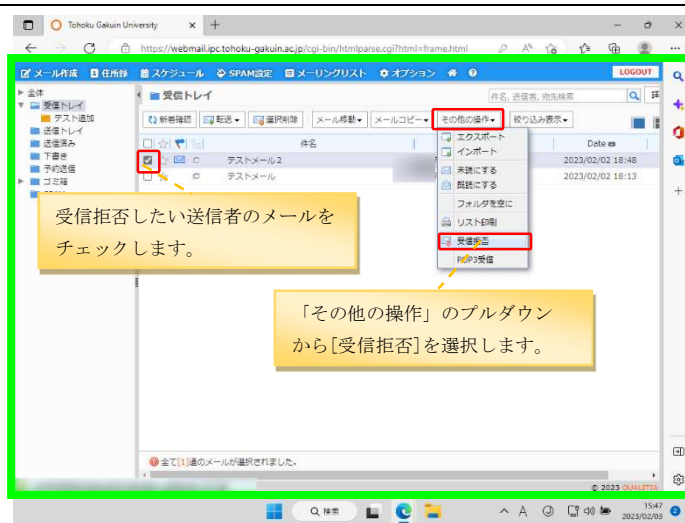 Tohoku Gakuin University
https://webmail.ipc.tohoku-gakuin.ac.jp/cgi-bin/htmlparse.cgi?html=frame.html
メール作成 住所録 スケジュール SPAM設定 メーリングリスト オプション LOGOUT
全体
受信トレイ
テスト追加
送信トレイ
送信済み
下書き
予約送信
ゴミ箱
受信トレイ
件名, 送信者, 宛先検索
新着確認 転送 選択削除 メール移動 メールコピー その他の操作 絞り込み表示
件名 Date
テストメール2 2023/02/02 18:48
テストメール 2023/02/02 18:13
エクスポート
インポート
未読にする
既読にする
フォルダを空に
リスト印刷
受信拒否
POP3受信
受信拒否したい送信者のメールを
チェックします。
「その他の操作」のプルダウン
から[受信拒否]を選択します。
全て[1]通のメールが選択されました。
© 2023 QUALITIA
検索
A
15:47
2023/02/03